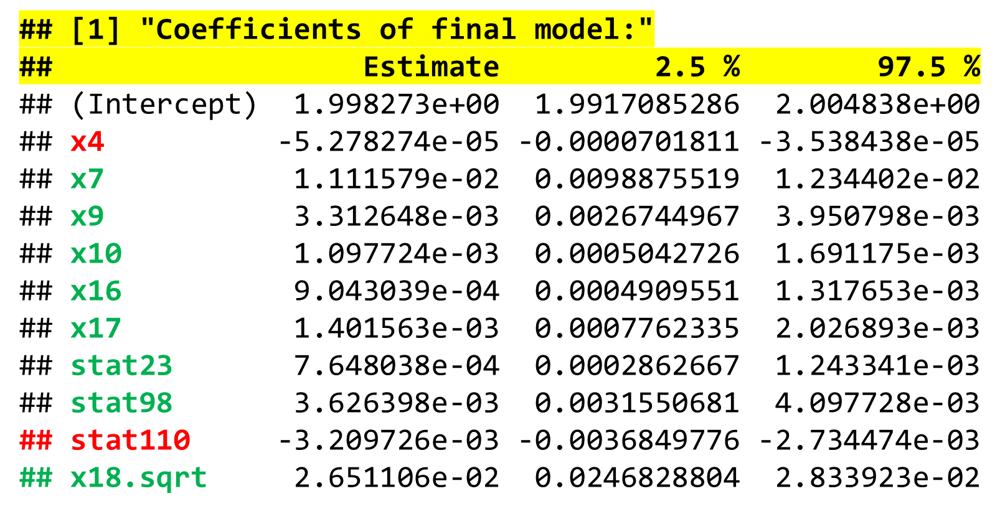 ## [1] "Coefficients of final model:"
##                  Estimate         2.5 %        97.5 %
## (Intercept)  1.998273e+00  1.9917085286  2.004838e+00
## x4          -5.278274e-05 -0.0000701811 -3.538438e-05
## x7           1.111579e-02  0.0098875519  1.234402e-02
## x9           3.312648e-03  0.0026744967  3.950798e-03
## x10          1.097724e-03  0.0005042726  1.691175e-03
## x16          9.043039e-04  0.0004909551  1.317653e-03
## x17          1.401563e-03  0.0007762335  2.026893e-03
## stat23       7.648038e-04  0.0002862667  1.243341e-03
## stat98       3.626398e-03  0.0031550681  4.097728e-03
## stat110     -3.209726e-03 -0.0036849776 -2.734474e-03
## x18.sqrt     2.651106e-02  0.0246828804  2.833923e-02